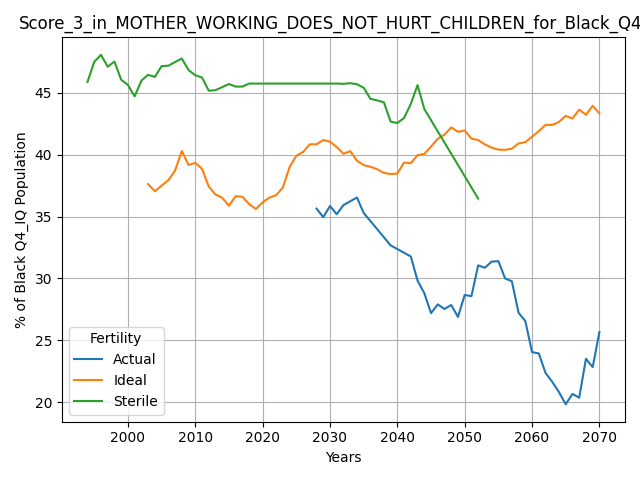 Score_3_in_MOTHER_WORKING_DOES_NOT_HURT_CHILDREN_for_Black_Q4
% of Black Q4_IQ Population
45
40
35
30
25
20
Fertility
Actual
Ideal
Sterile
2000 2010 2020 2030 2040 2050 2060 2070
Years